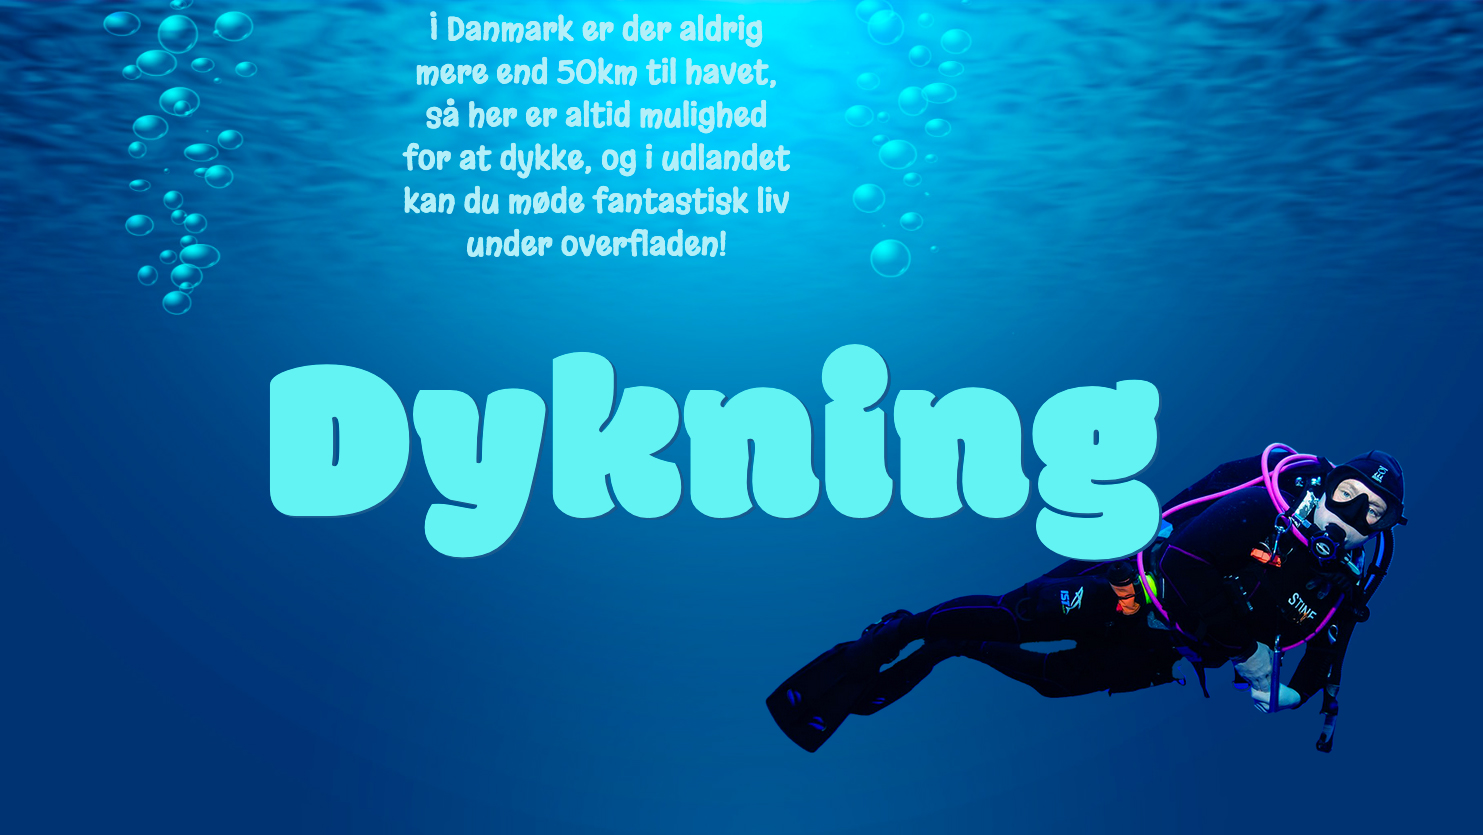 i Danmark er der aldrig
mere end 50km til havet,
så her er altid mulighed
for at dykke, og i udlandet
kan du møde fantastisk liv
under overfladen!
Dykning
STINE